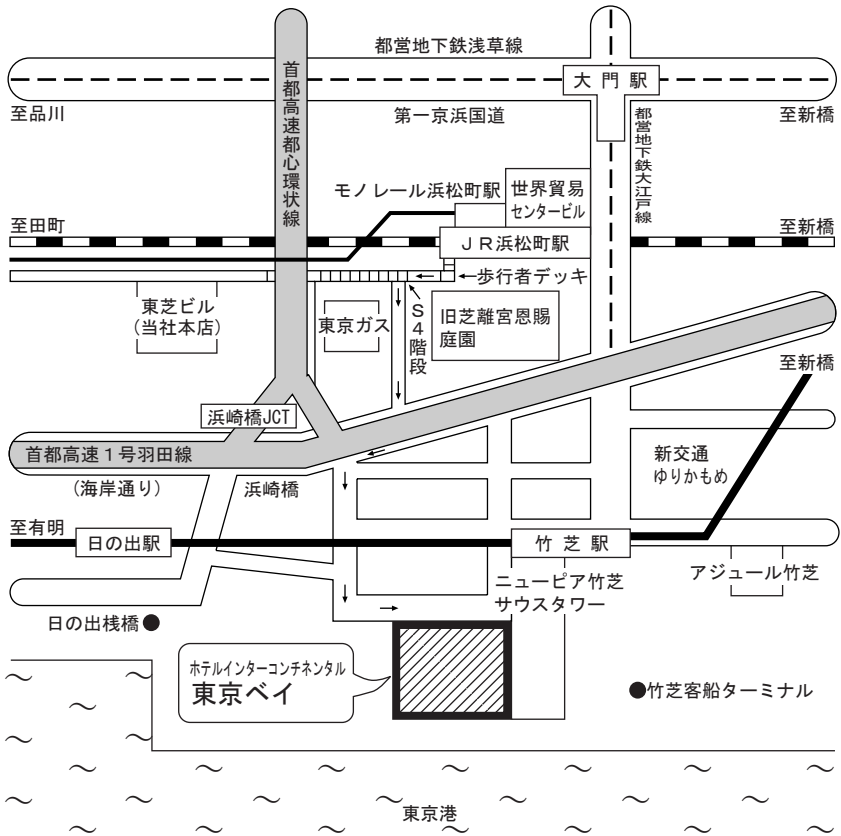 都営地下鉄浅草線
首都高速都心環状線
大門駅
至品川
第一京浜国道
至新橋
都営地下鉄大江戸線
モノレール浜松町駅
世界貿易
センタービル
至田町
至新橋
JR浜松町駅
←歩行者デッキ
東芝ビル
(当社本店)
東京ガス
S4階段
旧芝離宮恩賜
庭園
至新橋
浜崎橋JCT
首都高速1号羽田線
新交通
ゆりかもめ
(海岸通り)
浜崎橋
至有明
日の出駅
竹芝駅
アジュール竹芝
ニューピア竹芝
サウスタワー
日の出桟橋●
ホテルインターコンチネンタル
東京ベイ
●竹芝客船ターミナル
東京港